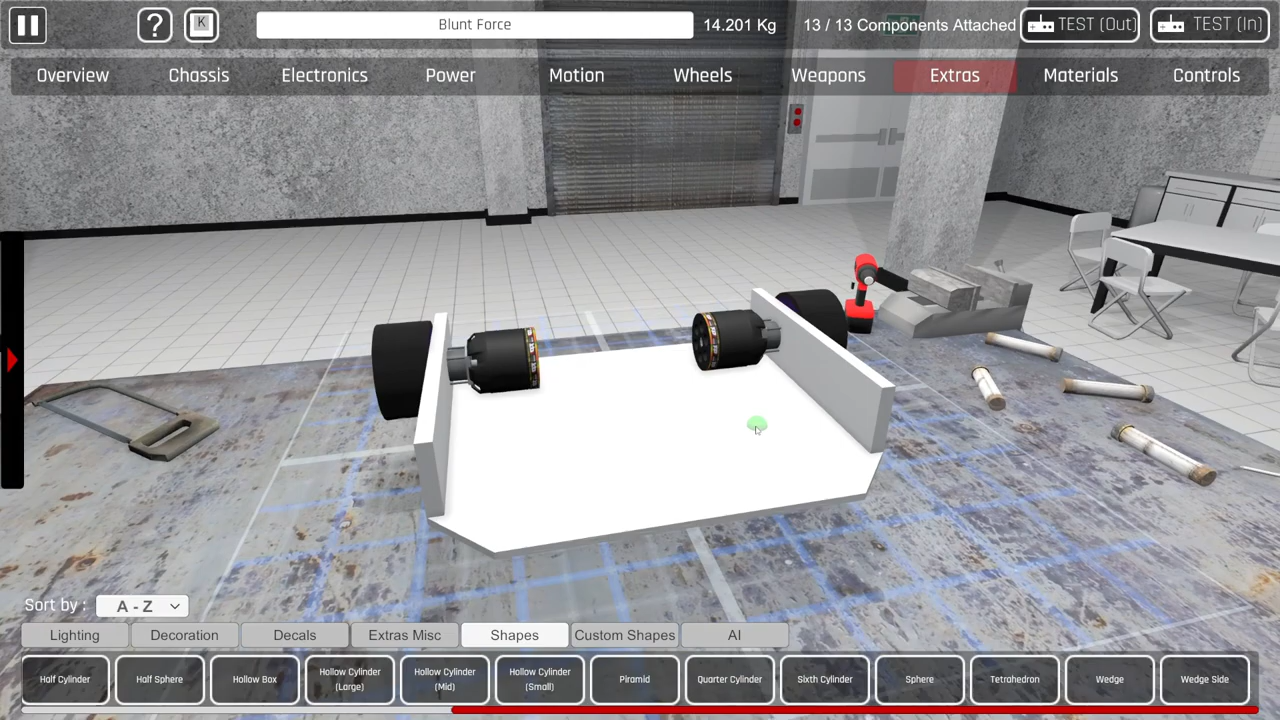 ?
K
Blunt Force
14.201 Kg
13 / 13 Components Attached
TEST (Out)
TEST (In)
Overview
Chassis
Electronics
Power
Motion
Wheels
Weapons
Extras
Materials
Controls
Sort by :
A - Z
Lighting
Decoration
Decals
Extras Misc
Shapes
Custom Shapes
AI
Half Cylinder
Half Sphere
Hollow Box
Hollow Cylinder
(Large)
Hollow Cylinder
(Mid)
Hollow Cylinder
(Small)
Piramid
Quarter Cylinder
Sixth Cylinder
Sphere
Tetrahedron
Wedge
Wedge Side